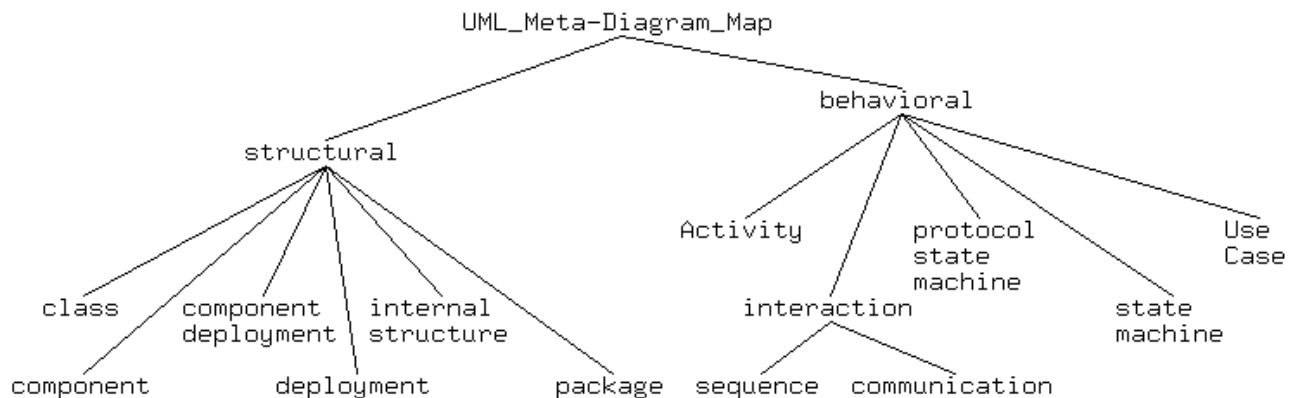 UML_Meta-Diagram_Map
behavioral
structural
Activity
protocol
state
machine
Use
Case
class
component
deployment
internal
structure
interaction
state
machine
component
deployment
package
sequence
communication